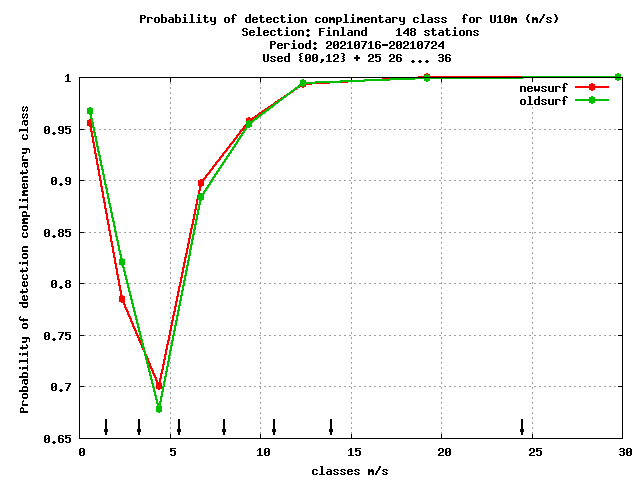 Probability of detection complimentary class  for U10m (m/s)
Selection: Finland    148 stations
Period: 20210716-20210724
Used {00,12} + 25 26 ... 36
newsurf
oldsurf
Probability of detection complimentary class
1
0.95
0.9
0.85
0.8
0.75
0.7
0.65
0 5 10 15 20 25 30
classes m/s